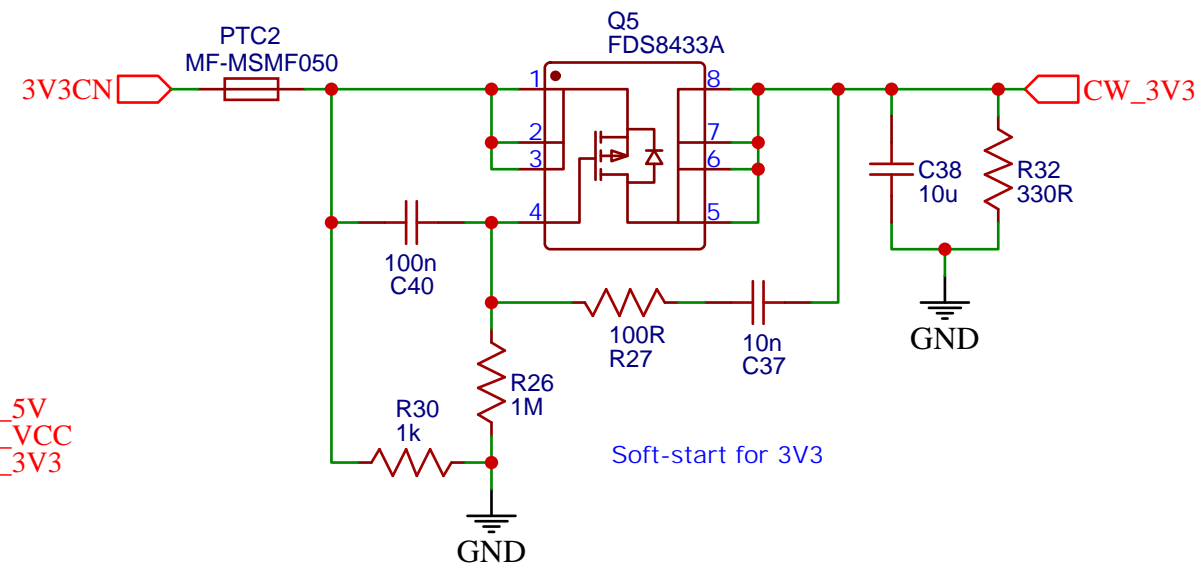 Q5
FDS8433A
PTC2
MF-MSMF050
3V3CN
1
8
CW_3V3
2
7
3
6
C38
10u
R32
330R
4
5
100n
C40
GND
100R
R27
10n
C37
R26
1M
_5V
_VCC
_3V3
R30
1k
Soft-start for 3V3
GND